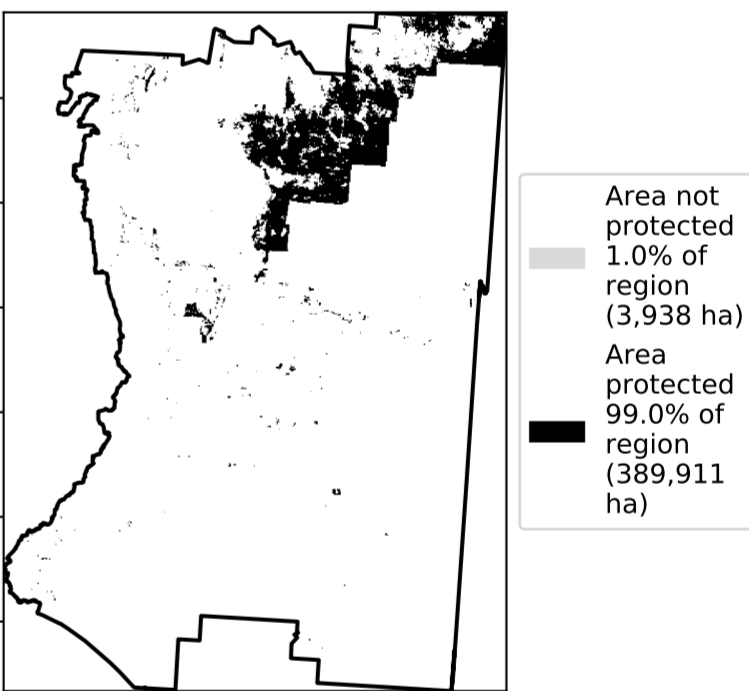 Area not
protected
1.0% of
region
(3,938 ha)
Area
protected
99.0% of
region
(389,911
ha)